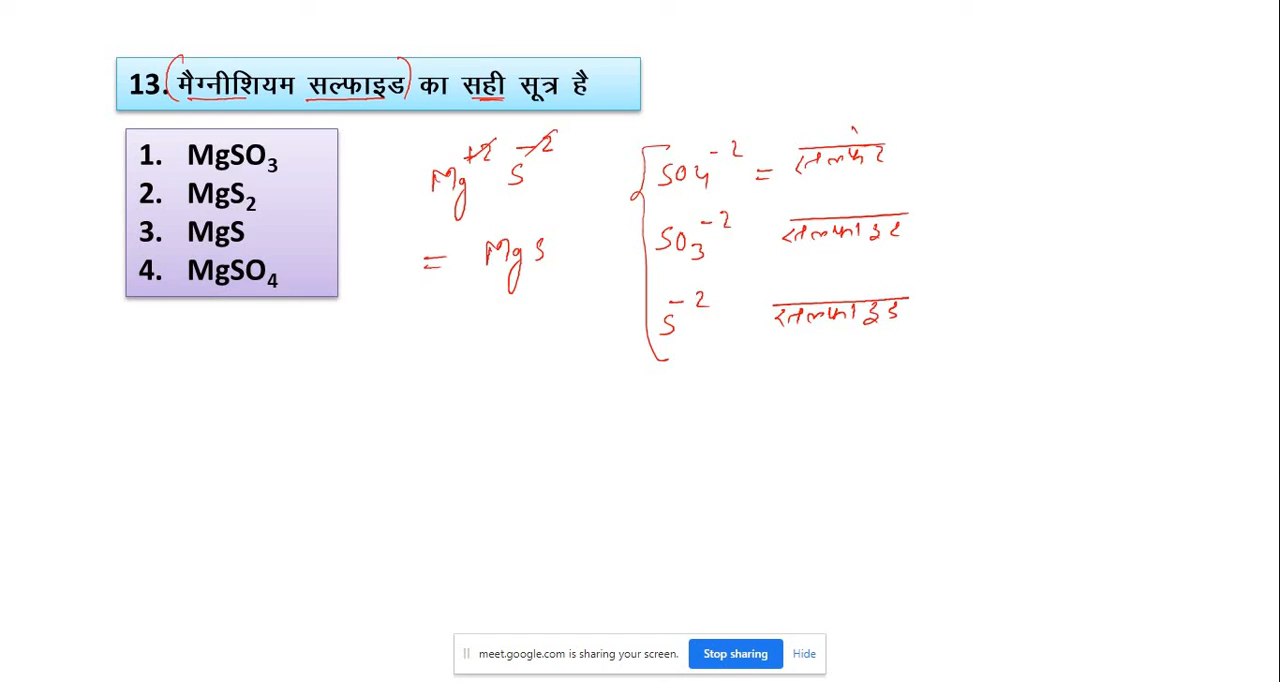 13. मैग्नीशियम सल्फाइड का सही सूत्र है
1. MgSO₃
2. MgS₂
3. MgS
4. MgSO₄
Mg⁺² S⁻²
= MgS
SO₄⁻² = सल्फेट
SO₃⁻² सल्फाइट
S⁻² सल्फाइड
meet.google.com is sharing your screen. Stop sharing Hide